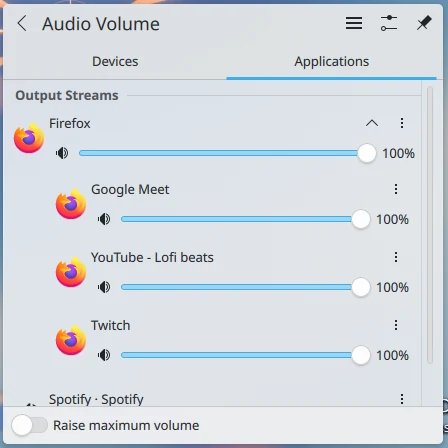 Audio Volume
Devices
Applications
Output Streams
Firefox
100%
Google Meet
100%
YouTube - Lofi beats
100%
Twitch
100%
Spotify · Spotify
Raise maximum volume